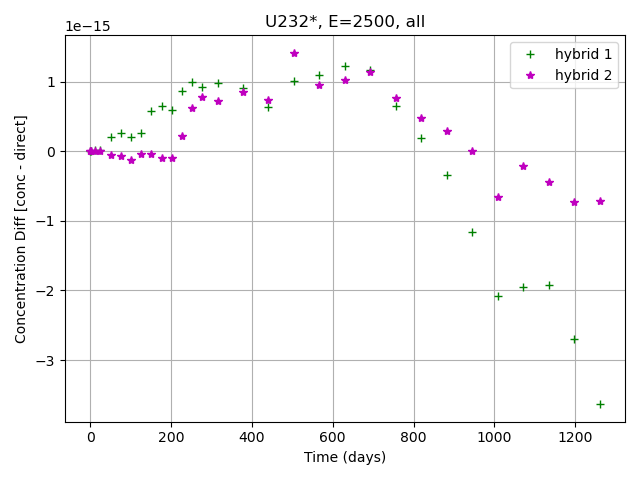 U232*, E=2500, all
1e−15
hybrid 1
hybrid 2
1
0
−1
−2
−3
Concentration Diff [conc - direct]
0 200 400 600 800 1000 1200
Time (days)